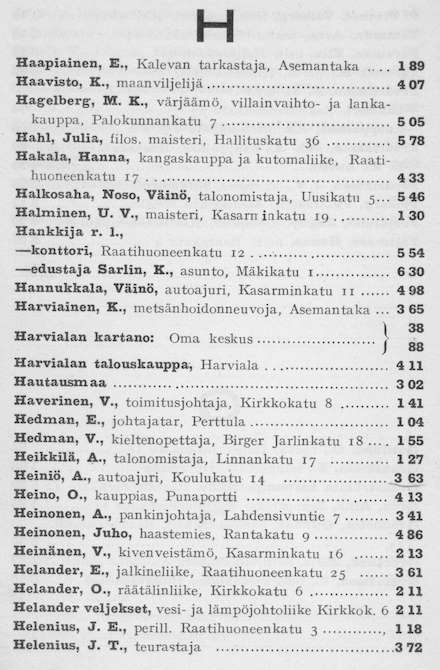 H
Haapiainen, E., Kalevan tarkastaja, Asemantaka .... 1 89
Haavisto, K., maanviljelijä .............................. 4 07
Hagelberg, M. K., värjäämö, villainvaihto- ja lanka-
kauppa, Palokunnankatu 7 .......................... 5 05
Hahl, Julia, filos. maisteri, Hallituskatu 36 ............. 5 78
Hakala, Hanna, kangaskauppa ja kutomaliike, Raati-
huoneenkatu 17 ...................................... 4 33
Halkosaha, Noso, Väinö, talonomistaja, Uusikatu 5... 5 46
Halminen, U. V., maisteri, Kasarminkatu 19 ........... 1 30
Hankkija r. l.,
—konttori, Raatihuoneenkatu 12 ...................... 5 54
—edustaja Sarlin, K., asunto, Mäkikatu 1............. 6 30
Hannukkala, Väinö, autoajuri, Kasarminkatu 11 ...... 4 98
Harviainen, K., metsänhoidonneuvoja, Asemantaka ... 3 65
Harvialan kartano: Oma keskus ...................... } 38
88
Harvialan talouskauppa, Harviala .................... 4 11
Hautausmaa ............................................ 3 02
Haverinen, V., toimitusjohtaja, Kirkkokatu 8 .......... 1 41
Hedman, E., johtajatar, Perttula ...................... 1 04
Hedman, V., kieltenopettaja, Birger Jarlinkatu 18 .... 1 55
Heikkilä, A., talonomistaja, Linnankatu 17 ............ 1 27
Heiniö, A., autoajuri, Koulukatu 14 .................. 3 63
Heino, O., kauppias, Punaportti ...................... 4 13
Heinonen, A., pankinjohtaja, Lahdensivuntie 7 ......... 3 41
Heinonen, Juho, haastemies, Rantakatu 9 .............. 4 86
Heinänen, V., kivenveistämö, Kasarminkatu 16 ........ 2 13
Helander, E., jalkineliike, Raatihuoneenkatu 25 ...... 3 61
Helander, O., räätälinliike, Kirkkokatu 6 .............. 2 11
Helander veljekset, vesi- ja lämpöjohtoliike Kirkkok. 6 2 11
Helenius, J. E., perill. Raatihuoneenkatu 3 ............, 1 18
Helenius, J. T., teurastaja ............................ 3 72